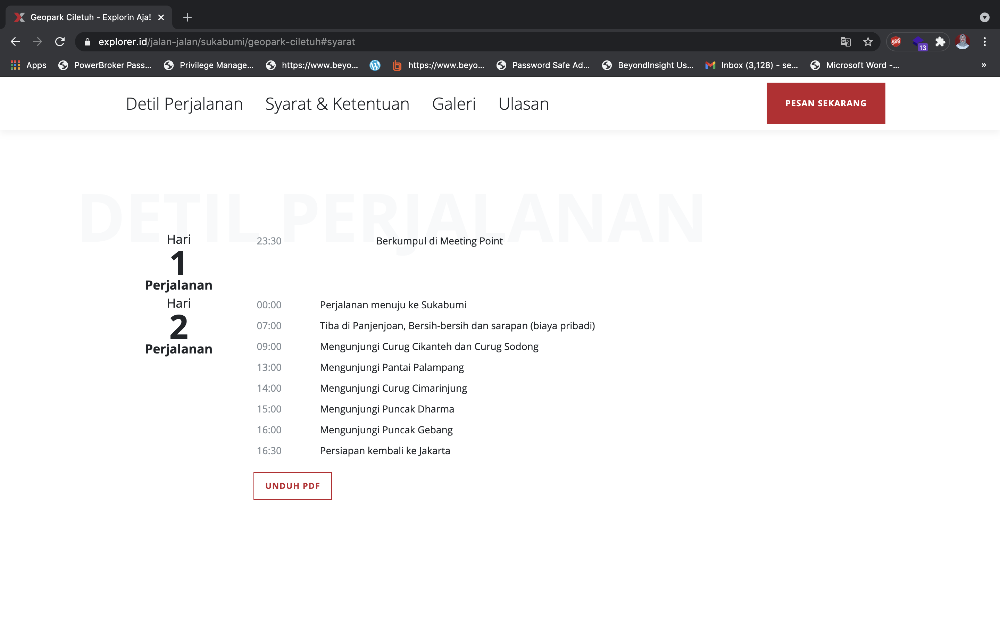 Geopark Ciletuh - Explorin Aja!
explorer.id/jalan-jalan/sukabumi/geopark-ciletuh#syarat
ABB
13
Apps PowerBroker Pass... Privilege Manage... https://www.beyo... https://www.beyo... Password Safe Ad... BeyondInsight Us... Inbox (3,128) - se... Microsoft Word -... »
Detil Perjalanan Syarat & Ketentuan Galeri Ulasan PESAN SEKARANG
DETIL PERJALANAN
Hari
1
Perjalanan
23:30 Berkumpul di Meeting Point
Hari
2
Perjalanan
00:00 Perjalanan menuju ke Sukabumi
07:00 Tiba di Panjenjoan, Bersih-bersih dan sarapan (biaya pribadi)
09:00 Mengunjungi Curug Cikanteh dan Curug Sodong
13:00 Mengunjungi Pantai Palampang
14:00 Mengunjungi Curug Cimarinjung
15:00 Mengunjungi Puncak Dharma
16:00 Mengunjungi Puncak Gebang
16:30 Persiapan kembali ke Jakarta
UNDUH PDF